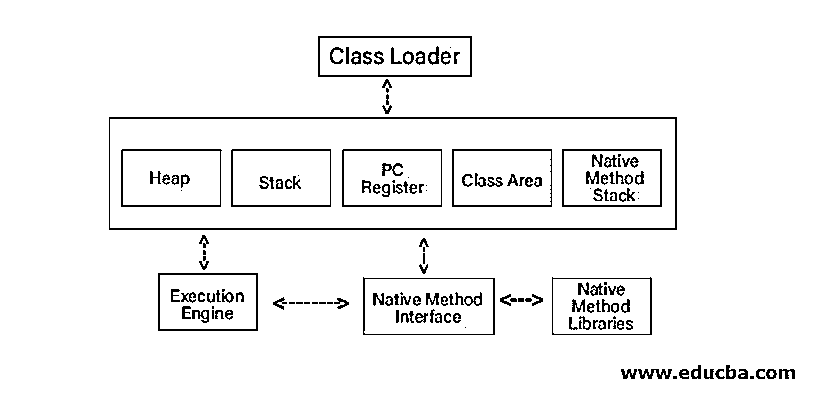 Class Loader
Heap
Stack
PC
Register
Class Area
Native
Method
Stack
Execution
Engine
Native Method
Interface
Native
Method
Libraries
www.educba.com